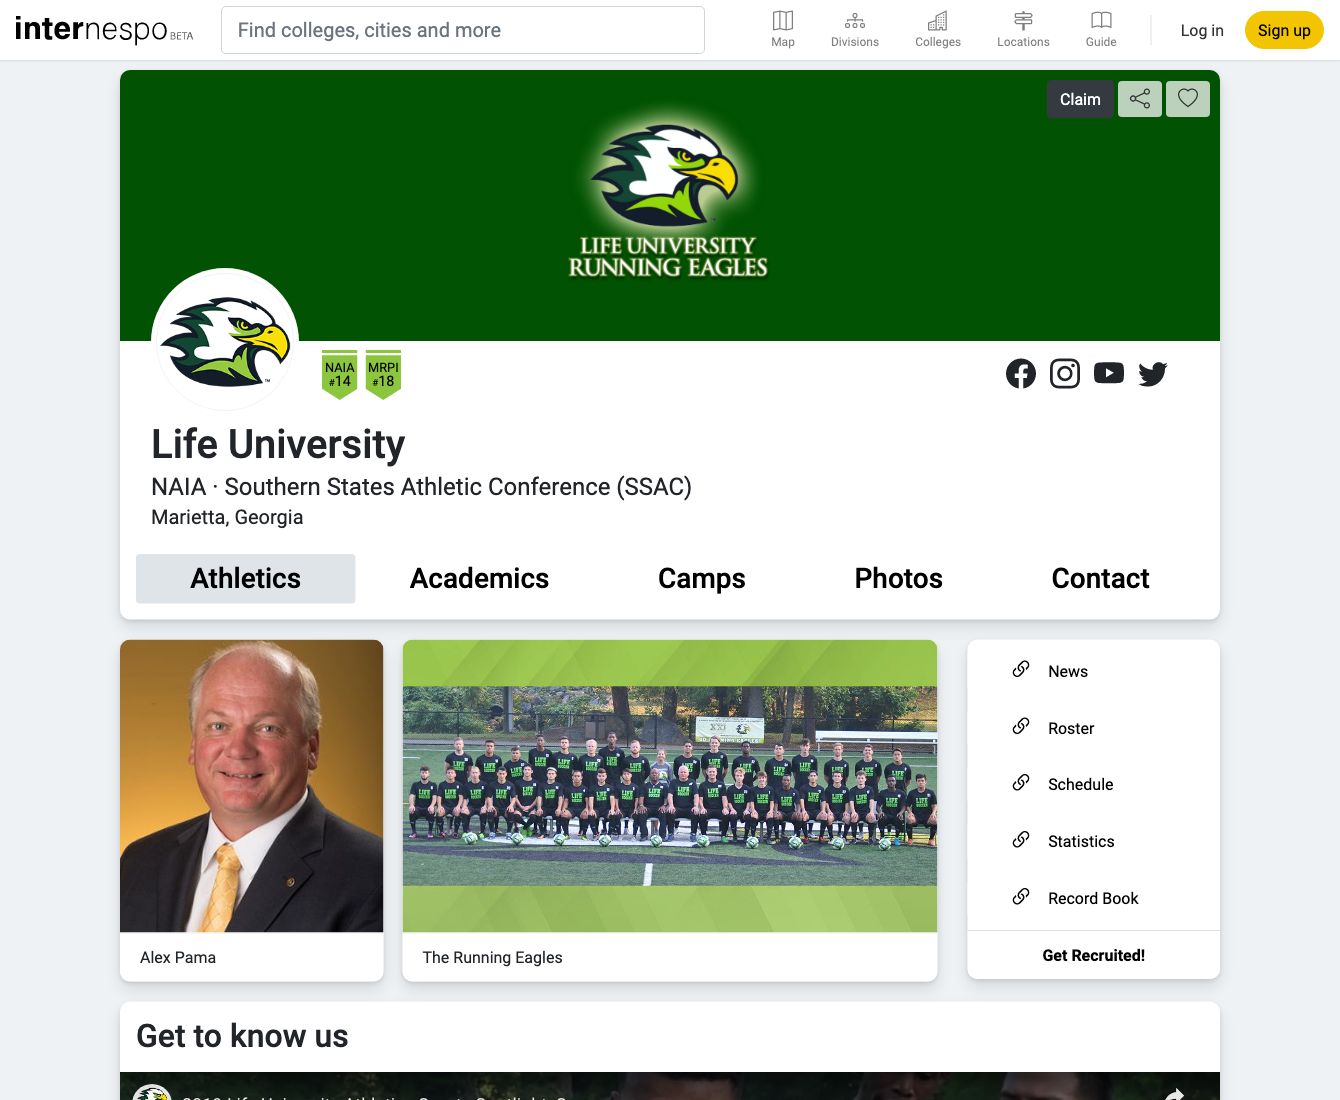 internespo BETA
Find colleges, cities and more
Map
Divisions
Colleges
Locations
Guide
Log in
Sign up
Claim
LIFE UNIVERSITY
RUNNING EAGLES
NAIA
#14
MRPI
#18
Life University
NAIA · Southern States Athletic Conference (SSAC)
Marietta, Georgia
Athletics
Academics
Camps
Photos
Contact
Alex Pama
The Running Eagles
News
Roster
Schedule
Statistics
Record Book
Get Recruited!
Get to know us